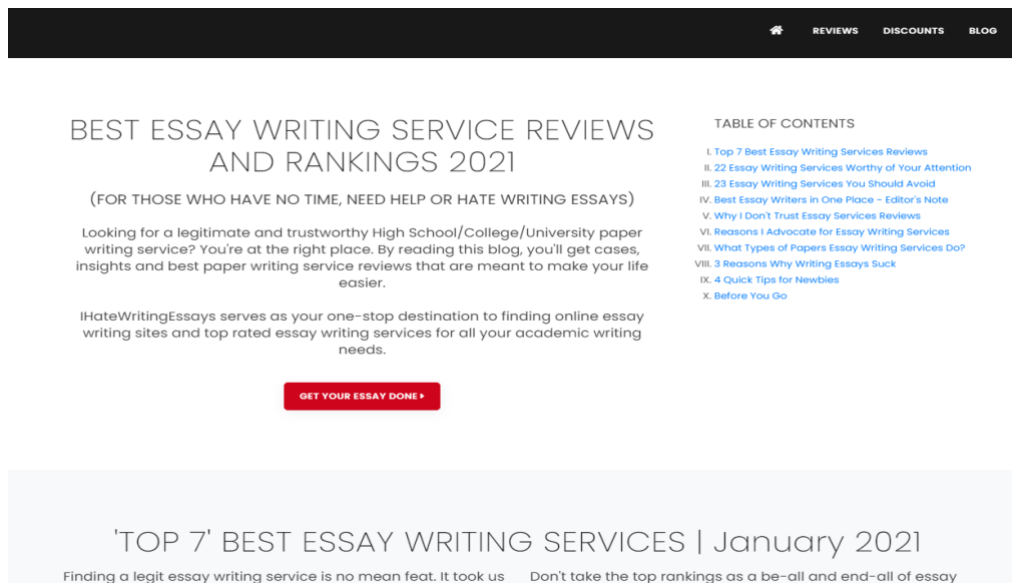 REVIEWS DISCOUNTS BLOG
BEST ESSAY WRITING SERVICE REVIEWS
AND RANKINGS 2021
(FOR THOSE WHO HAVE NO TIME, NEED HELP OR HATE WRITING ESSAYS)
Looking for a legitimate and trustworthy High School/College/University paper
writing service? You're at the right place. By reading this blog, you'll get cases,
insights and best paper writing service reviews that are meant to make your life
easier.
IHateWritingEssays serves as your one-stop destination to finding online essay
writing sites and top rated essay writing services for all your academic writing
needs.
GET YOUR ESSAY DONE
TABLE OF CONTENTS
I. Top 7 Best Essay Writing Services Reviews
II. 22 Essay Writing Services Worthy of Your Attention
III. 23 Essay Writing Services You Should Avoid
IV. Best Essay Writers in One Place - Editor's Note
V. Why I Don't Trust Essay Services Reviews
VI. Reasons I Advocate for Essay Writing Services
VII. What Types of Papers Essay Writing Services Do?
VIII. 3 Reasons Why Writing Essays Suck
IX. 4 Quick Tips for Newbies
X. Before You Go
'TOP 7' BEST ESSAY WRITING SERVICES | January 2021
Finding a legit essay writing service is no mean feat. It took us
Don't take the top rankings as a be-all and end-all of essay